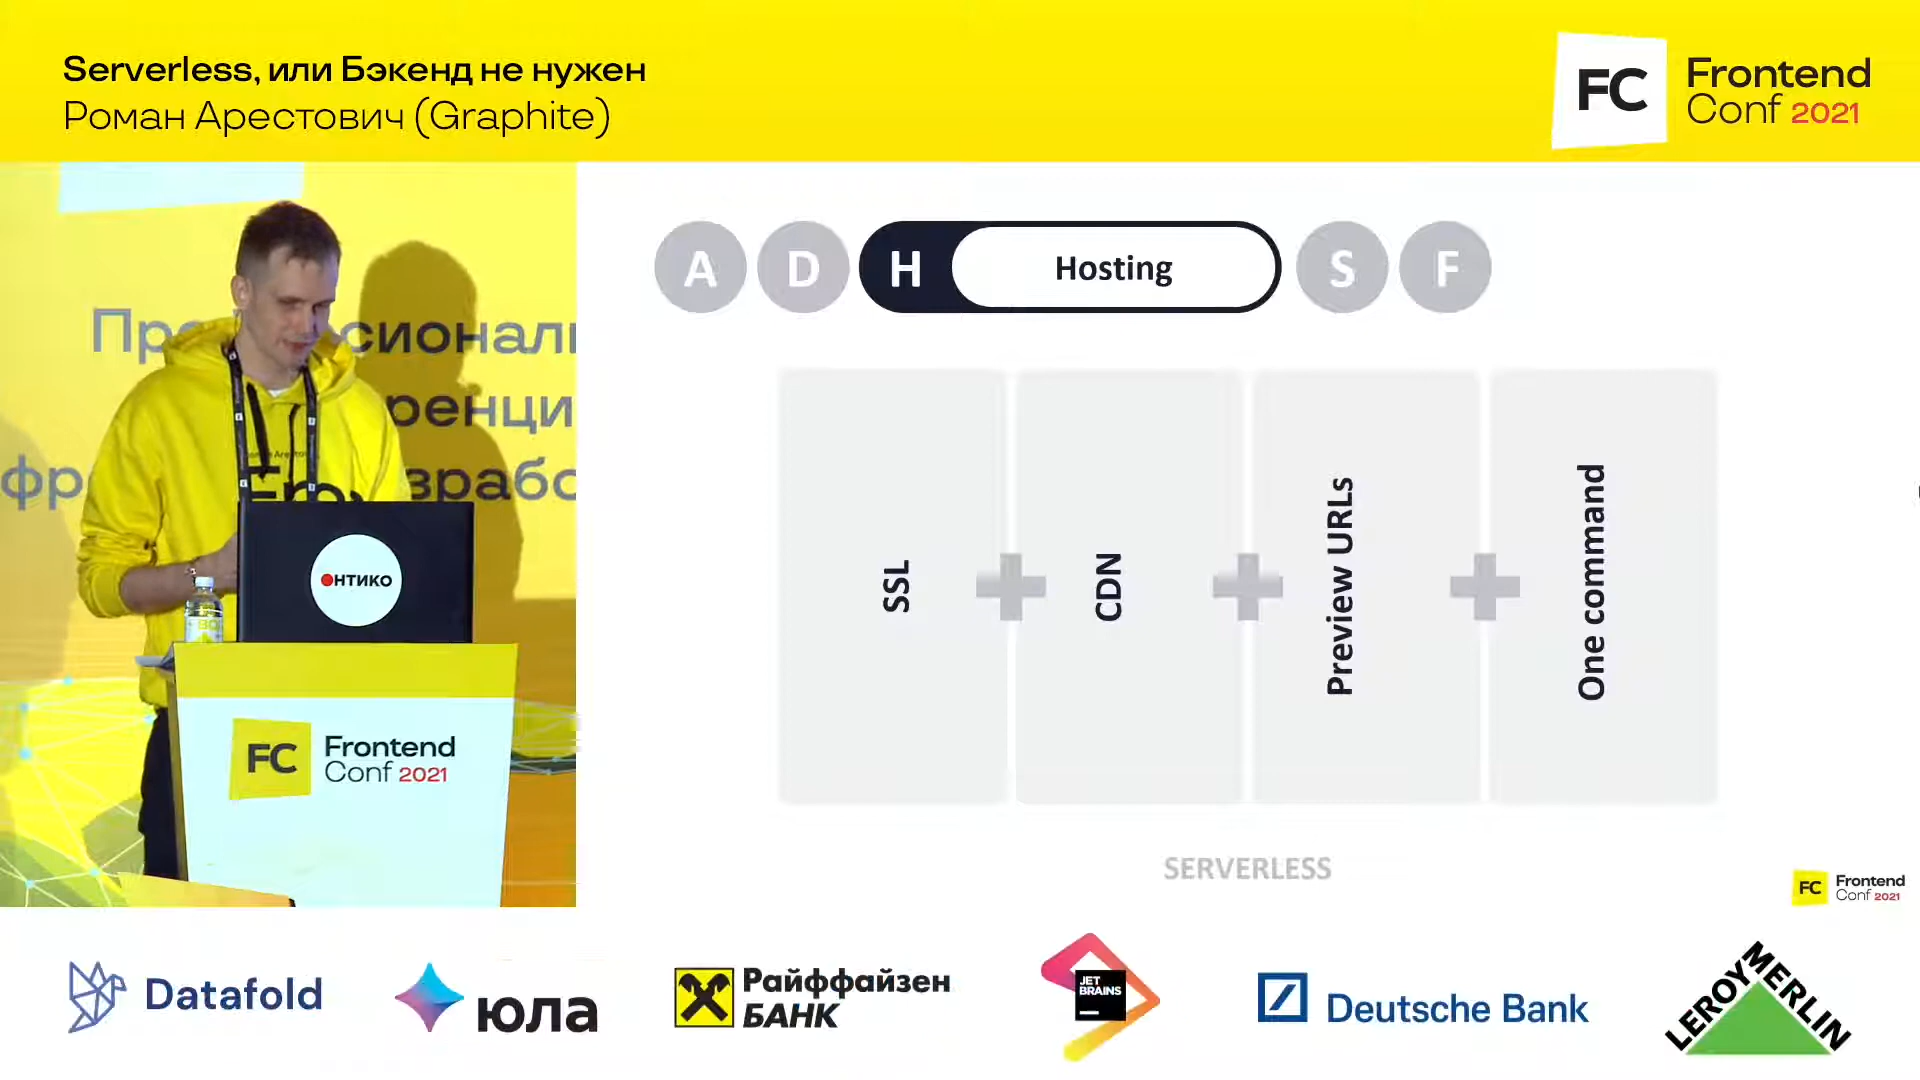 Serverless, или Бэкенд не нужен
Роман Арестович (Graphite)
FC Frontend
Conf 2021
A D H Hosting S F
SSL
CDN
Preview URLs
One command
SERVERLESS
FC Frontend
Conf 2021
ОНТИКО
FC Frontend
Conf 2021
Datafold
юла
Райффайзен
БАНК
JET
BRAINS
Deutsche Bank
LEROY MERLIN